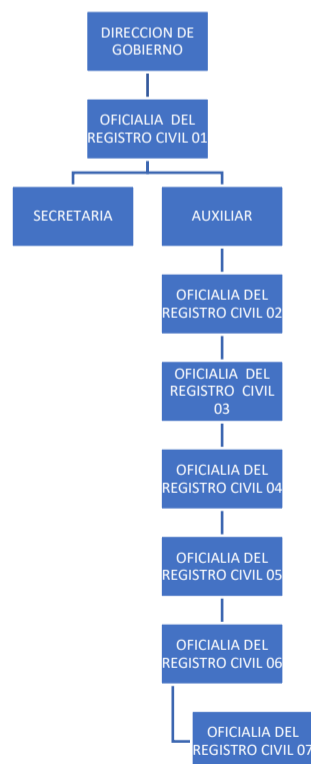 DIRECCION DE
GOBIERNO
OFICIALIA DEL
REGISTRO CIVIL 01
SECRETARIA
AUXILIAR
OFICIALIA DEL
REGISTRO CIVIL 02
OFICIALIA DEL
REGISTRO CIVIL
03
OFICIALIA DEL
REGISTRO CIVIL 04
OFICIALIA DEL
REGISTRO CIVIL 05
OFICIALIA DEL
REGISTRO CIVIL 06
OFICIALIA DEL
REGISTRO CIVIL 07